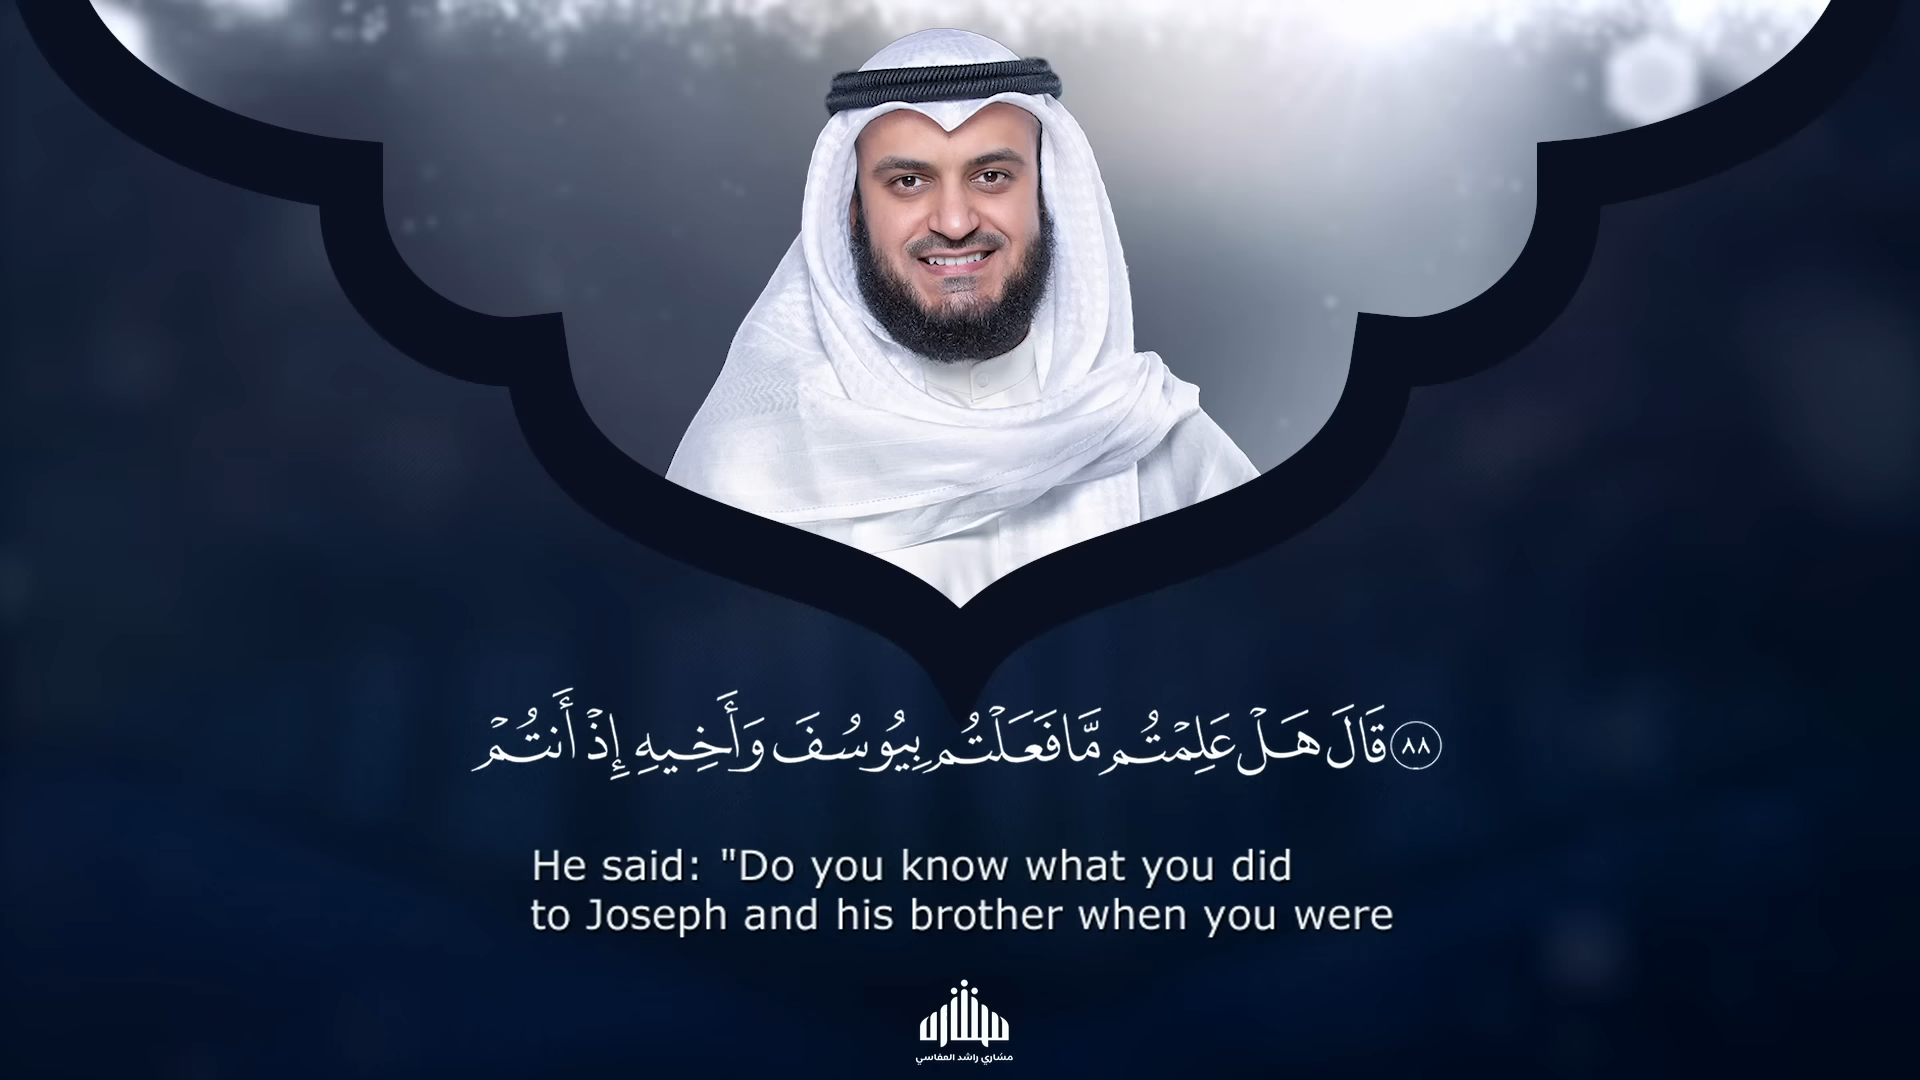 ٨٨ قَالَ هَلْ عَلِمْتُم مَّا فَعَلْتُم بِيُوسُفَ وَأَخِيهِ إِذْ أَنتُمْ
He said: "Do you know what you did
to Joseph and his brother when you were
مشاري راشد العفاسي